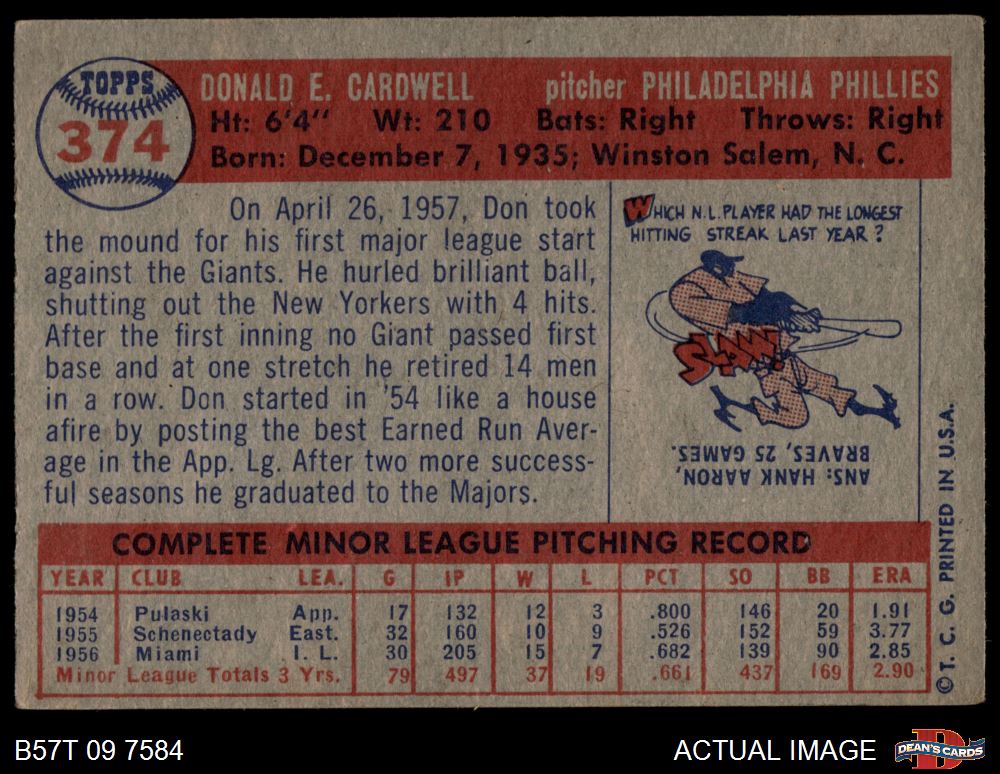 TOPPS
374
DONALD E. CARDWELL pitcher PHILADELPHIA PHILLIES
Ht: 6'4" Wt: 210 Bats: Right Throws: Right
Born: December 7, 1935; Winston Salem, N. C.
On April 26, 1957, Don took
the mound for his first major league start
against the Giants. He hurled brilliant ball,
shutting out the New Yorkers with 4 hits.
After the first inning no Giant passed first
base and at one stretch he retired 14 men
in a row. Don started in '54 like a house
afire by posting the best Earned Run Aver-
age in the App. Lg. After two more success-
ful seasons he graduated to the Majors.
WHICH N.L. PLAYER HAD THE LONGEST
HITTING STREAK LAST YEAR?
SLAM
ANS: HANK AARON,
BRAVES, 25 GAMES.
COMPLETE MINOR LEAGUE PITCHING RECORD
YEAR CLUB LEA. G IP W L PCT SO BB ERA
1954 Pulaski App. 17 132 12 3 .800 146 20 1.91
1955 Schenectady East. 32 160 10 9 .526 152 59 3.77
1956 Miami I. L. 30 205 15 7 .682 139 90 2.85
Minor League Totals 3 Yrs. 79 497 37 19 .661 437 169 2.90
© T. C. G. PRINTED IN U.S.A.
B57T 09 7584
ACTUAL IMAGE
D
DEAN'S CARDS